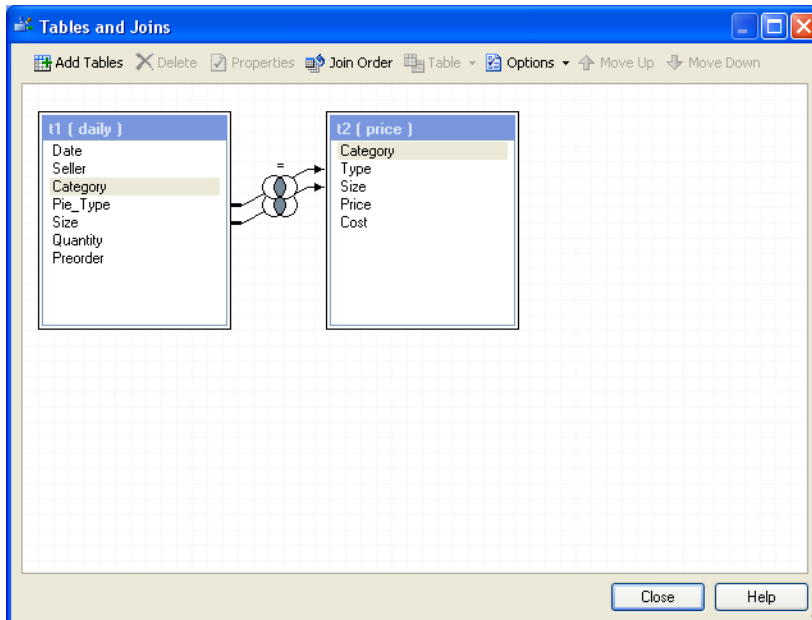 Tables and Joins
Add Tables Delete Properties Join Order Table Options Move Up Move Down
t1 ( daily )
Date
Seller
Category
Pie_Type
Size
Quantity
Preorder
=
t2 ( price )
Category
Type
Size
Price
Cost
Close Help